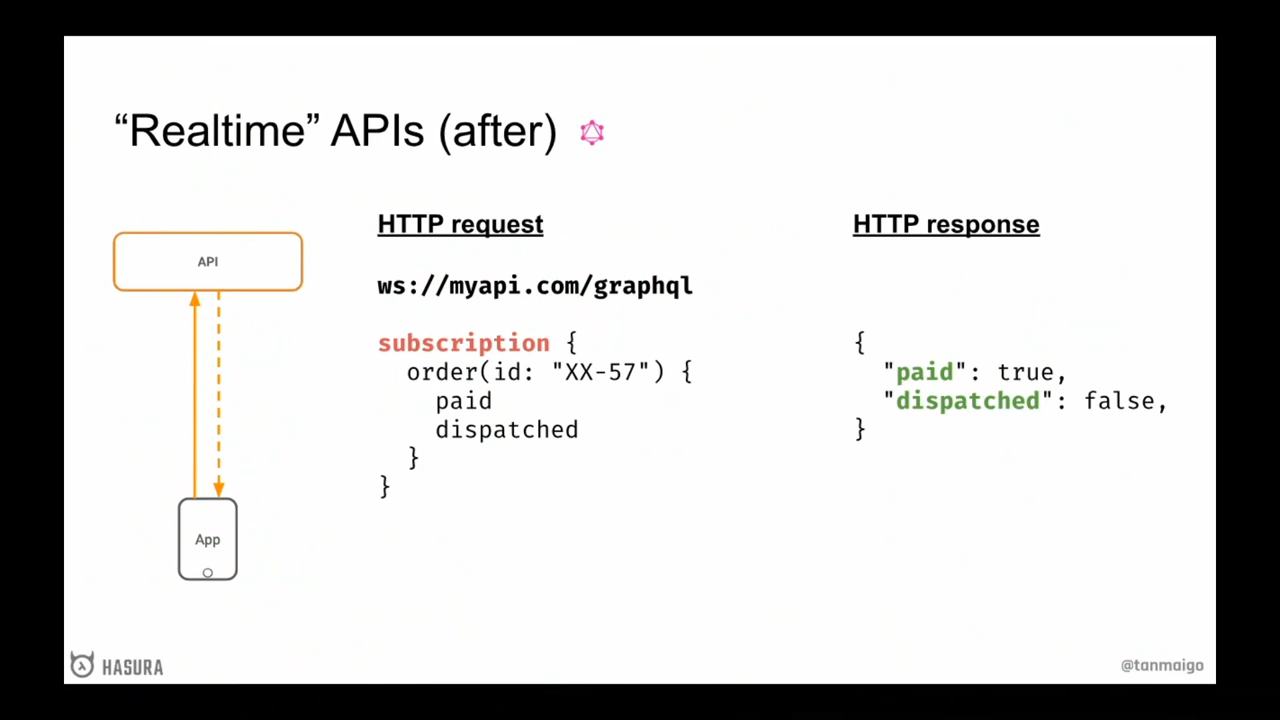 “Realtime” APIs (after)
API
App
HTTP request
ws://myapi.com/graphql
subscription {
order(id: "XX-57") {
paid
dispatched
}
}
HTTP response
{
"paid": true,
"dispatched": false,
}
HASURA
@tanmaigo